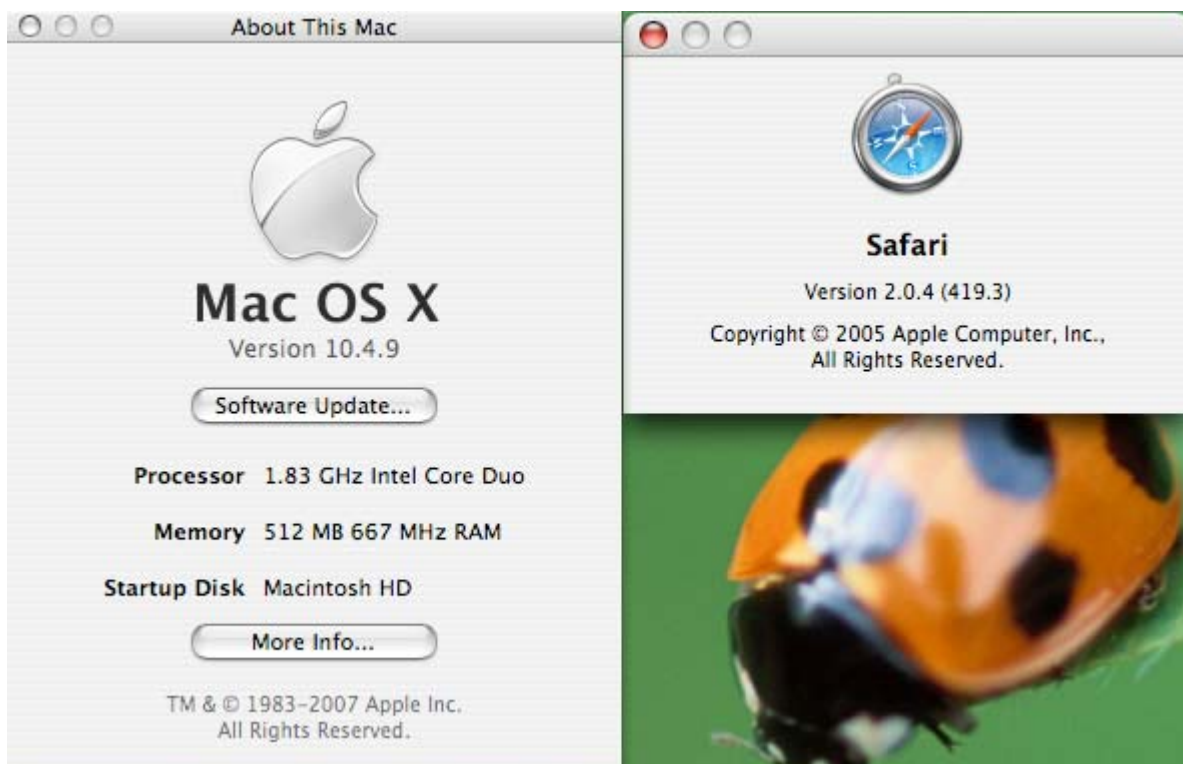 About This Mac
Mac OS X
Version 10.4.9
Software Update...
Processor 1.83 GHz Intel Core Duo
Memory 512 MB 667 MHz RAM
Startup Disk Macintosh HD
More Info...
TM & © 1983–2007 Apple Inc.
All Rights Reserved.
Safari
Version 2.0.4 (419.3)
Copyright © 2005 Apple Computer, Inc.,
All Rights Reserved.